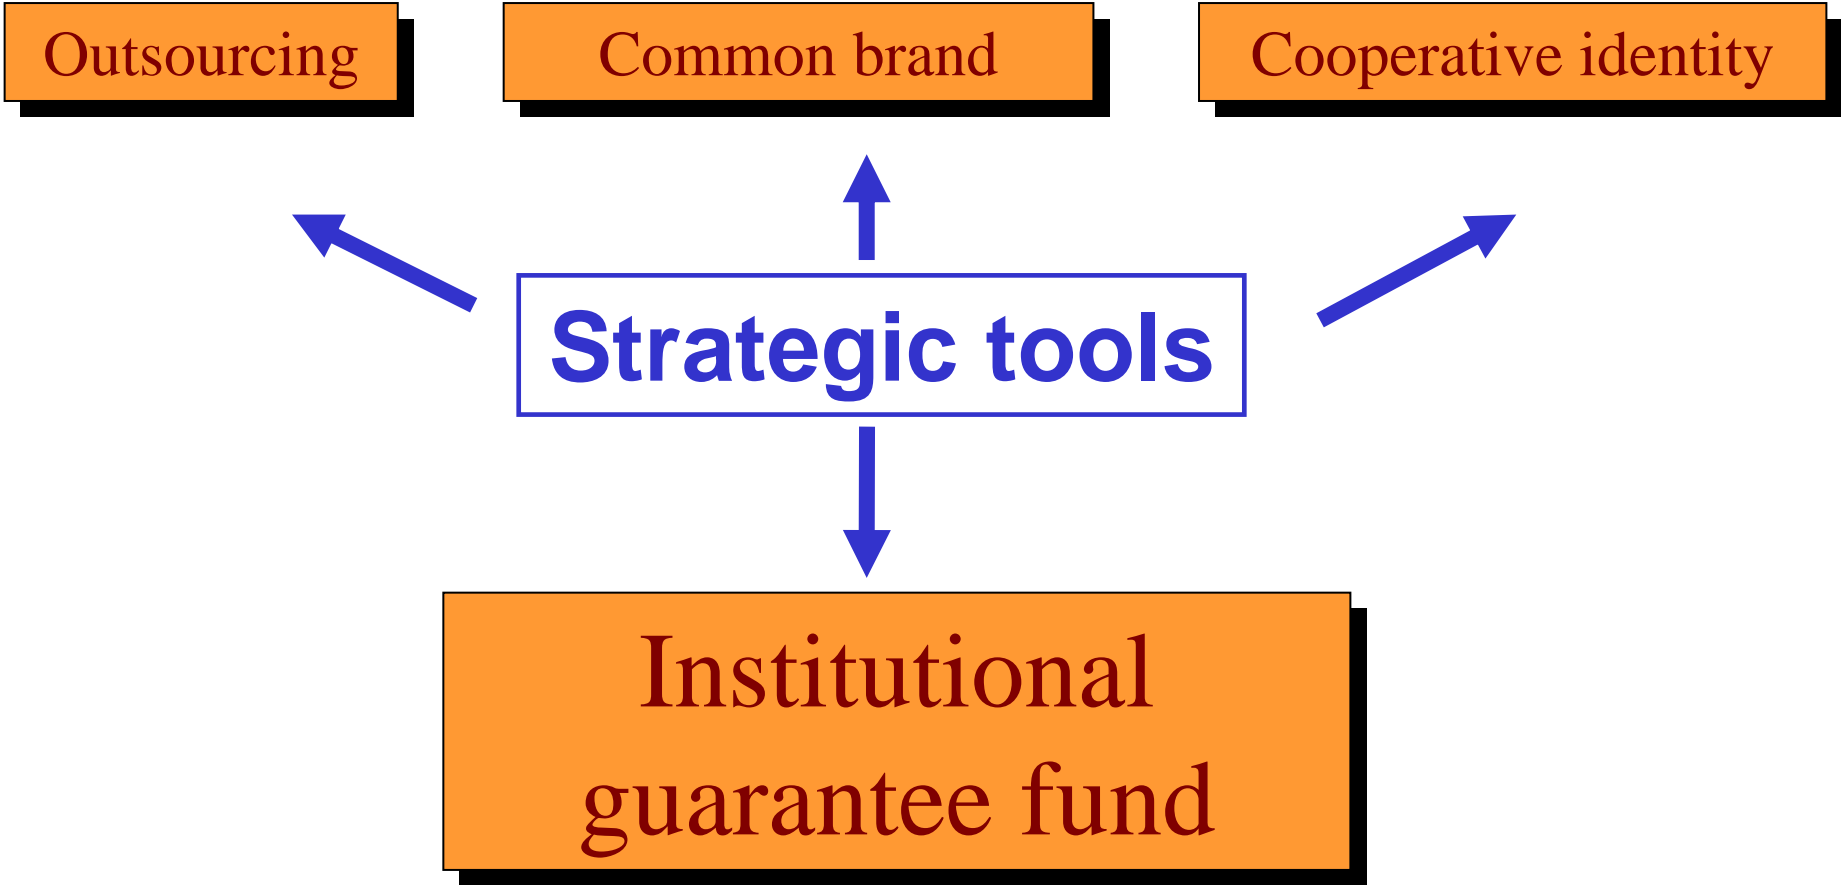 Outsourcing
Common brand
Cooperative identity
Strategic tools
Institutional
guarantee fund